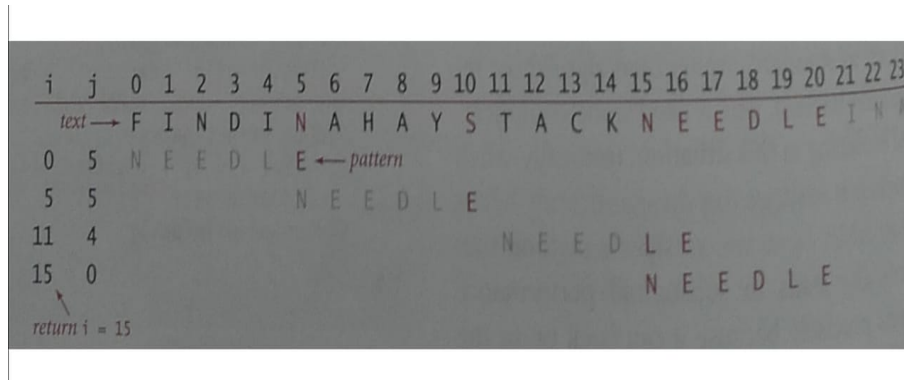 i j 0 1 2 3 4 5 6 7 8 9 10 11 12 13 14 15 16 17 18 19 20 21 22 23
text → F I N D I N A H A Y S T A C K N E E D L E I N A
0 5 N E E D L E ← pattern
5 5 N E E D L E
11 4 N E E D L E
15 0 N E E D L E
return i = 15